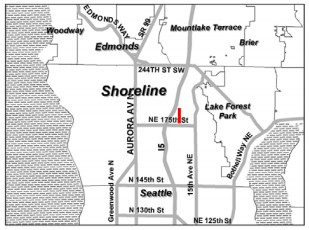 EDMONDS WAY
SR 99
Mountlake Terrace
Woodway
Edmonds
Brier
244TH ST SW
Shoreline
Lake Forest
Park
AURORA AV N
NE 175th St
I5
15th Ave NE
Bothell Way NE
Greenwood Ave N
N 145th St
Seattle
N 130th St
NE 125th St